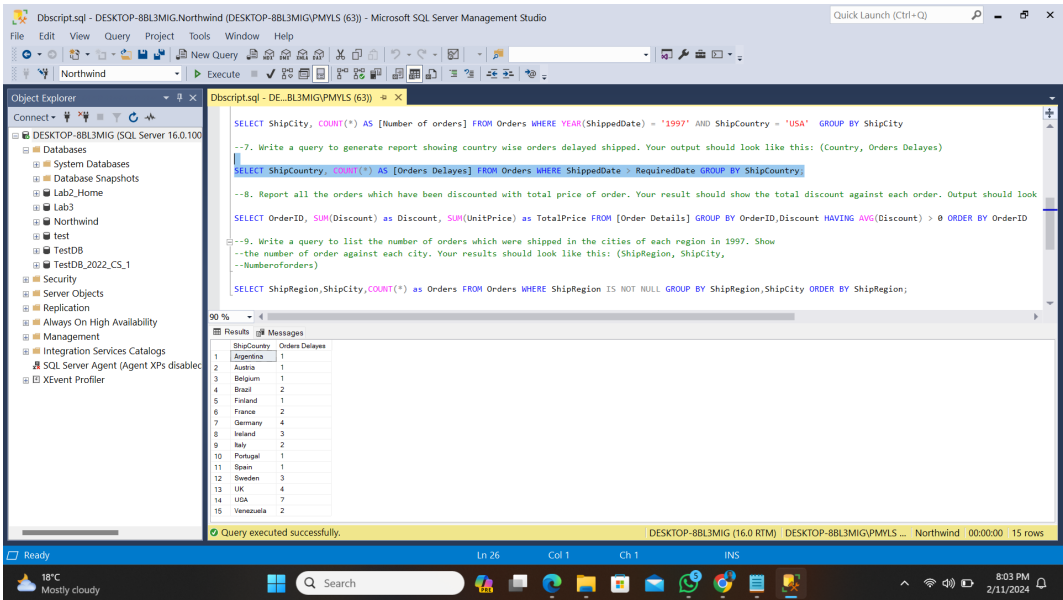 Dbscript.sql - DESKTOP-8BL3MIG.Northwind (DESKTOP-8BL3MIG\PMYLS (63)) - Microsoft SQL Server Management Studio
Quick Launch (Ctrl+Q)
File Edit View Query Project Tools Window Help
New Query
Northwind
Execute
Object Explorer
Dbscript.sql - DE...BL3MIG\PMYLS (63))
Connect
DESKTOP-8BL3MIG (SQL Server 16.0.100
Databases
System Databases
Database Snapshots
Lab2_Home
Lab3
Northwind
test
TestDB
TestDB_2022_CS_1
Security
Server Objects
Replication
Always On High Availability
Management
Integration Services Catalogs
SQL Server Agent (Agent XPs disablec
XEvent Profiler
SELECT ShipCity, COUNT(*) AS [Number of orders] FROM Orders WHERE YEAR(ShippedDate) = '1997' AND ShipCountry = 'USA' GROUP BY ShipCity
--7. Write a query to generate report showing country wise orders delayed shipped. Your output should look like this: (Country, Orders Delayes)
SELECT ShipCountry, COUNT(*) AS [Orders Delayes] FROM Orders WHERE ShippedDate > RequiredDate GROUP BY ShipCountry;
--8. Report all the orders which have been discounted with total price of order. Your result should show the total discount against each order. Output should look
SELECT OrderID, SUM(Discount) as Discount, SUM(UnitPrice) as TotalPrice FROM [Order Details] GROUP BY OrderID,Discount HAVING AVG(Discount) > 0 ORDER BY OrderID
--9. Write a query to list the number of orders which were shipped in the cities of each region in 1997. Show
--the number of order against each city. Your results should look like this: (ShipRegion, ShipCity,
--Numberoforders)
SELECT ShipRegion,ShipCity,COUNT(*) as Orders FROM Orders WHERE ShipRegion IS NOT NULL GROUP BY ShipRegion,ShipCity ORDER BY ShipRegion;
90 %
Results Messages
ShipCountry Orders Delayes
1 Argentina 1
2 Austria 1
3 Belgium 1
4 Brazil 2
5 Finland 1
6 France 2
7 Germany 4
8 Ireland 3
9 Italy 2
10 Portugal 1
11 Spain 1
12 Sweden 3
13 UK 4
14 USA 7
15 Venezuela 2
Query executed successfully.
DESKTOP-8BL3MIG (16.0 RTM) DESKTOP-8BL3MIG\PMYLS ... Northwind 00:00:00 15 rows
Ready Ln 26 Col 1 Ch 1 INS
18°C
Mostly cloudy
Search
PRE
5
8:03 PM
2/11/2024